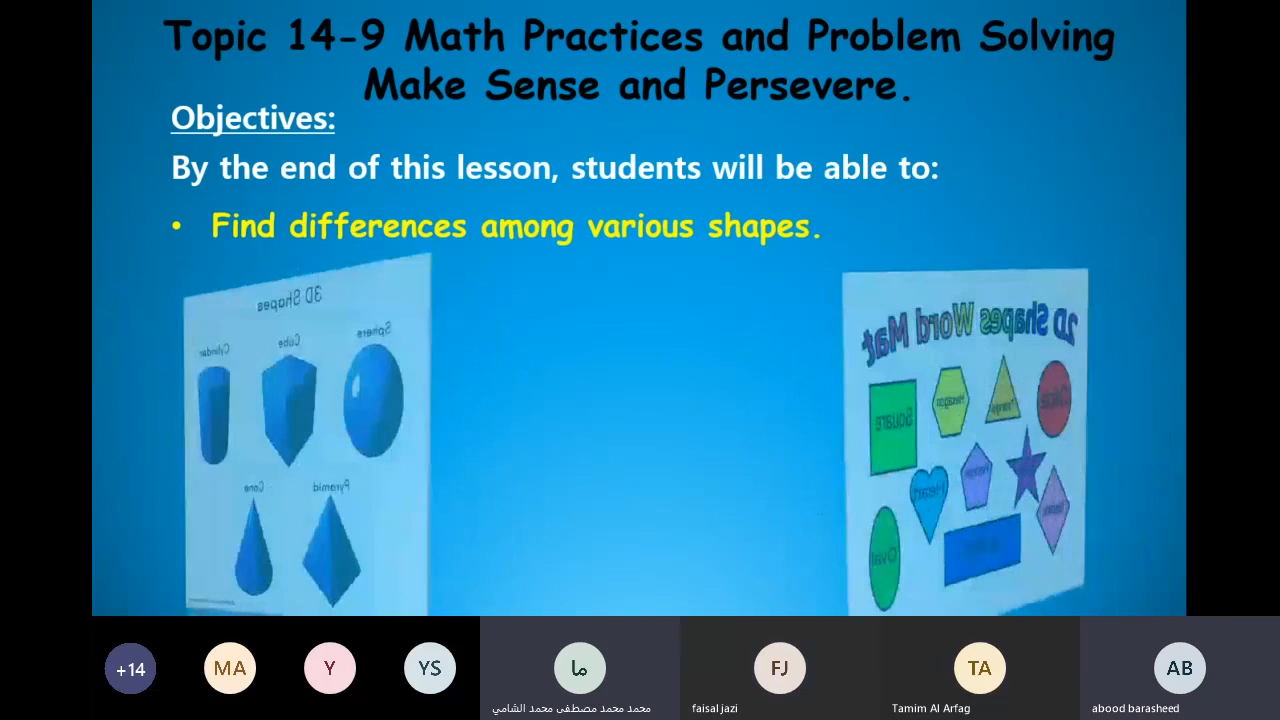 Topic 14-9 Math Practices and Problem Solving
Make Sense and Persevere.
Objectives:
By the end of this lesson, students will be able to:
• Find differences among various shapes.
3D Shapes
Sphere
Cube
Cylinder
Pyramid
Cone
2D Shapes Word Mat
Circle
Triangle
Hexagon
Square
Heart
Oval
+14
MA
Y
YS
ما
FJ
TA
AB
محمد محمد مصطفى محمد الشامي
faisal jazi
Tamim Al Arfag
abood barasheed